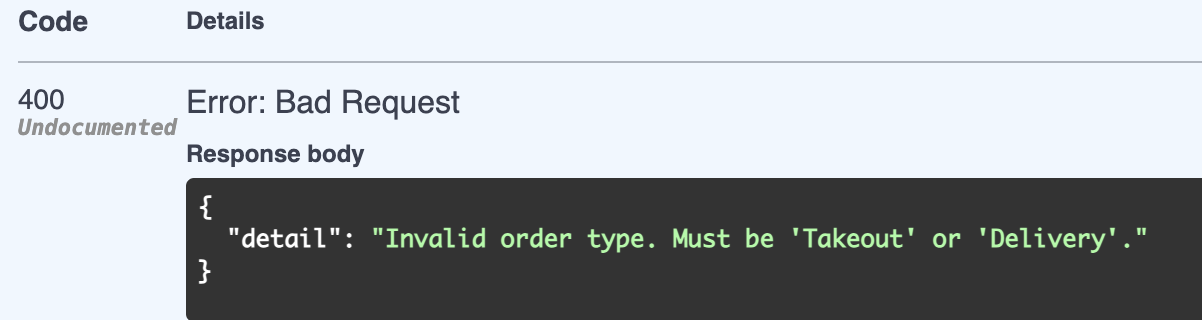 Code Details
400 Error: Bad Request
Undocumented
Response body
{
"detail": "Invalid order type. Must be 'Takeout' or 'Delivery'."
}